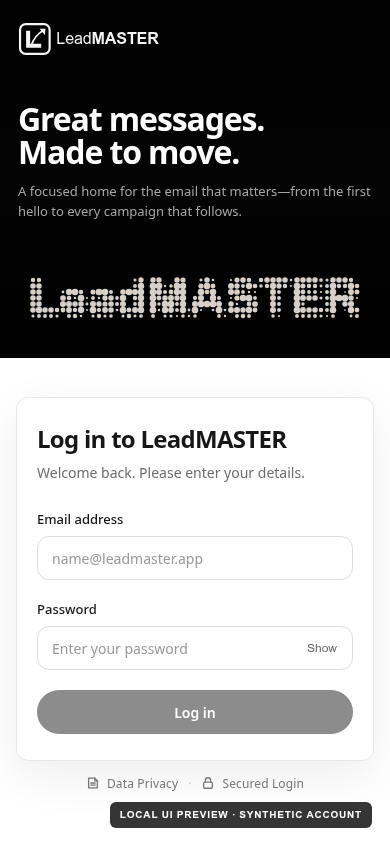 LeadMASTER
Great messages.
Made to move.
A focused home for the email that matters—from the first
hello to every campaign that follows.
LeadMASTER
Log in to LeadMASTER
Welcome back. Please enter your details.
Email address
name@leadmaster.app
Password
Enter your password Show
Log in
Data Privacy · Secured Login
LOCAL UI PREVIEW · SYNTHETIC ACCOUNT